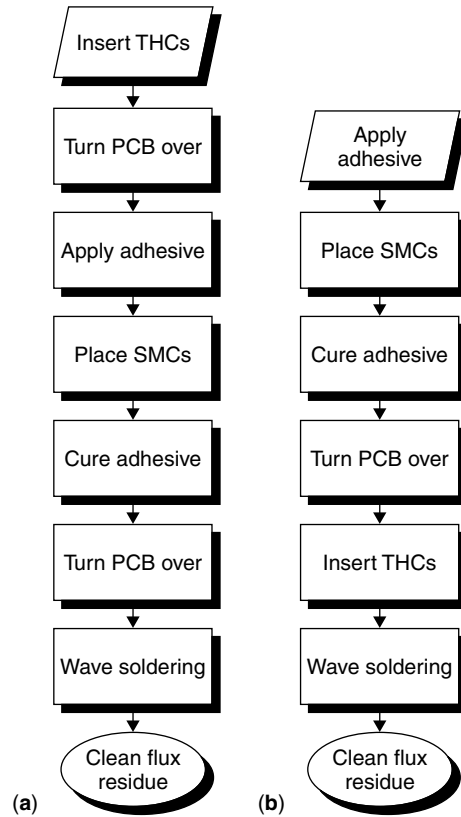 Insert THCs
Turn PCB over
Apply adhesive
Place SMCs
Cure adhesive
Turn PCB over
Wave soldering
Clean flux
residue
(a)
Apply
adhesive
Place SMCs
Cure adhesive
Turn PCB over
Insert THCs
Wave soldering
Clean flux
residue
(b)